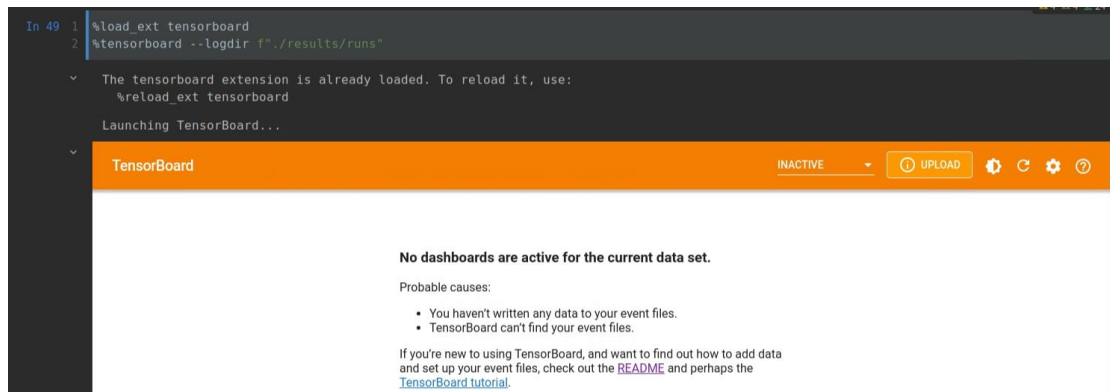 In 49 1 %load_ext tensorboard
2 %tensorboard --logdir f"./results/runs"
The tensorboard extension is already loaded. To reload it, use:
%reload_ext tensorboard
Launching TensorBoard...
TensorBoard INACTIVE UPLOAD
No dashboards are active for the current data set.
Probable causes:
• You haven't written any data to your event files.
• TensorBoard can't find your event files.
If you're new to using TensorBoard, and want to find out how to add data
and set up your event files, check out the README and perhaps the
TensorBoard tutorial.